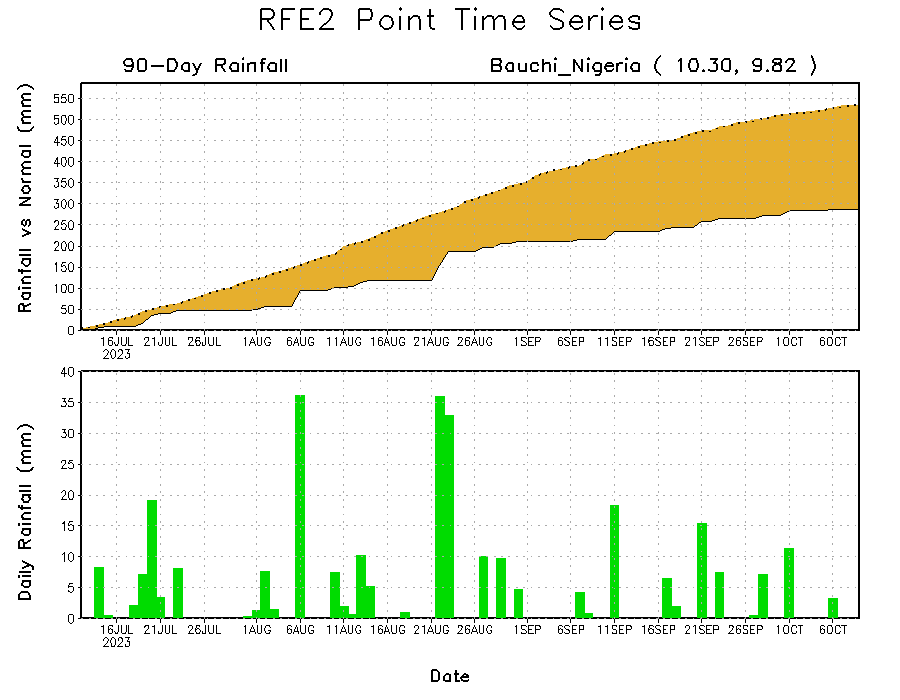 RFE2 Point Time Series
90-Day Rainfall
Bauchi_Nigeria ( 10.30, 9.82 )
Rainfall vs Normal (mm)
550
500
450
400
350
300
250
200
150
100
50
0
16JUL 21JUL 26JUL 1AUG 6AUG 11AUG 16AUG 21AUG 26AUG 1SEP 6SEP 11SEP 16SEP 21SEP 26SEP 1OCT 6OCT
2023
Daily Rainfall (mm)
40
35
30
25
20
15
10
5
0
16JUL 21JUL 26JUL 1AUG 6AUG 11AUG 16AUG 21AUG 26AUG 1SEP 6SEP 11SEP 16SEP 21SEP 26SEP 1OCT 6OCT
2023
Date